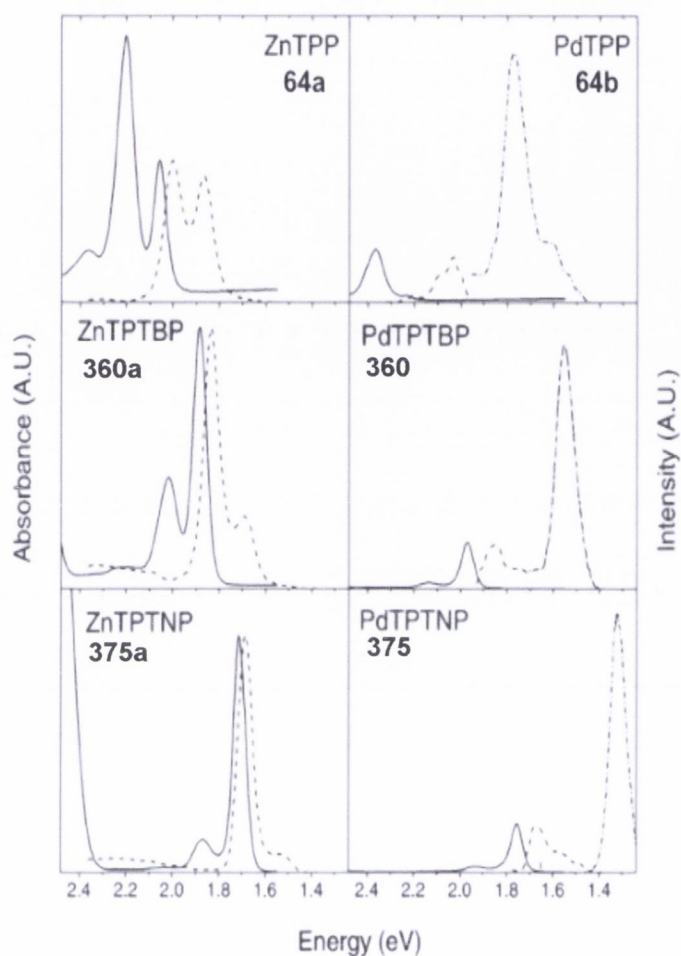 ZnTPP
64a
PdTPP
64b
ZnTPTBP
360a
PdTPTBP
360
ZnTPTNP
375a
PdTPTNP
375
Absorbance (A.U.)
Intensity (A.U.)
2.4 2.2 2.0 1.8 1.6 1.4
2.4 2.2 2.0 1.8 1.6 1.4
Energy (eV)